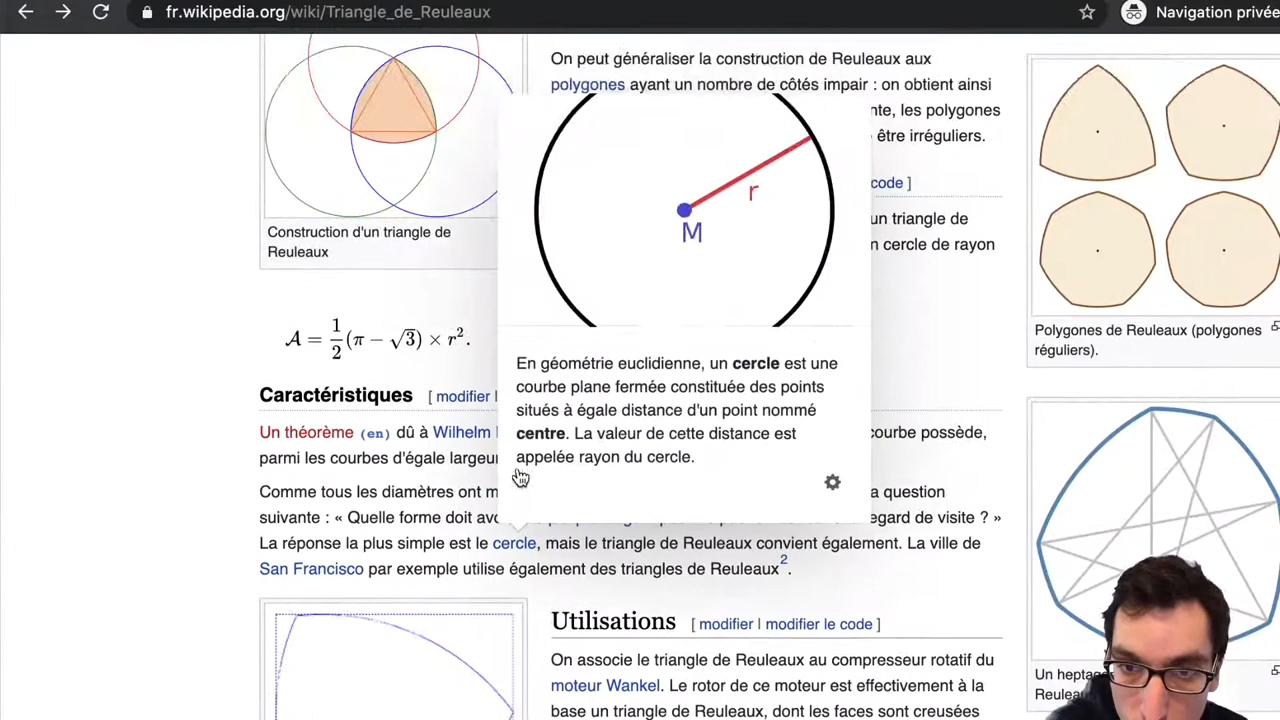 fr.wikipedia.org/wiki/Triangle_de_Reuleaux
Navigation privée
Construction d'un triangle de
Reuleaux
A = 1/2 (π − √3) × r².
Caractéristiques [ modifier |
Un théorème (en) dû à Wilhelm
parmi les courbes d'égale largeur
Comme tous les diamètres ont
suivante : « Quelle forme doit
La réponse la plus simple est le cercle, mais le triangle de Reuleaux convient également. La ville de
San Francisco par exemple utilise également des triangles de Reuleaux2.
On peut généraliser la construction de Reuleaux aux
polygones ayant un nombre de côtés impair : on obtient ainsi
les polygones
être irréguliers.
code ]
un triangle de
cercle de rayon
courbe possède,
a question
regard de visite ? »
M
r
En géométrie euclidienne, un cercle est une
courbe plane fermée constituée des points
situés à égale distance d'un point nommé
centre. La valeur de cette distance est
appelée rayon du cercle.
Utilisations [ modifier | modifier le code ]
On associe le triangle de Reuleaux au compresseur rotatif du
moteur Wankel. Le rotor de ce moteur est effectivement à la
base un triangle de Reuleaux, dont les faces sont creusées
Polygones de Reuleaux (polygones
réguliers).
Un